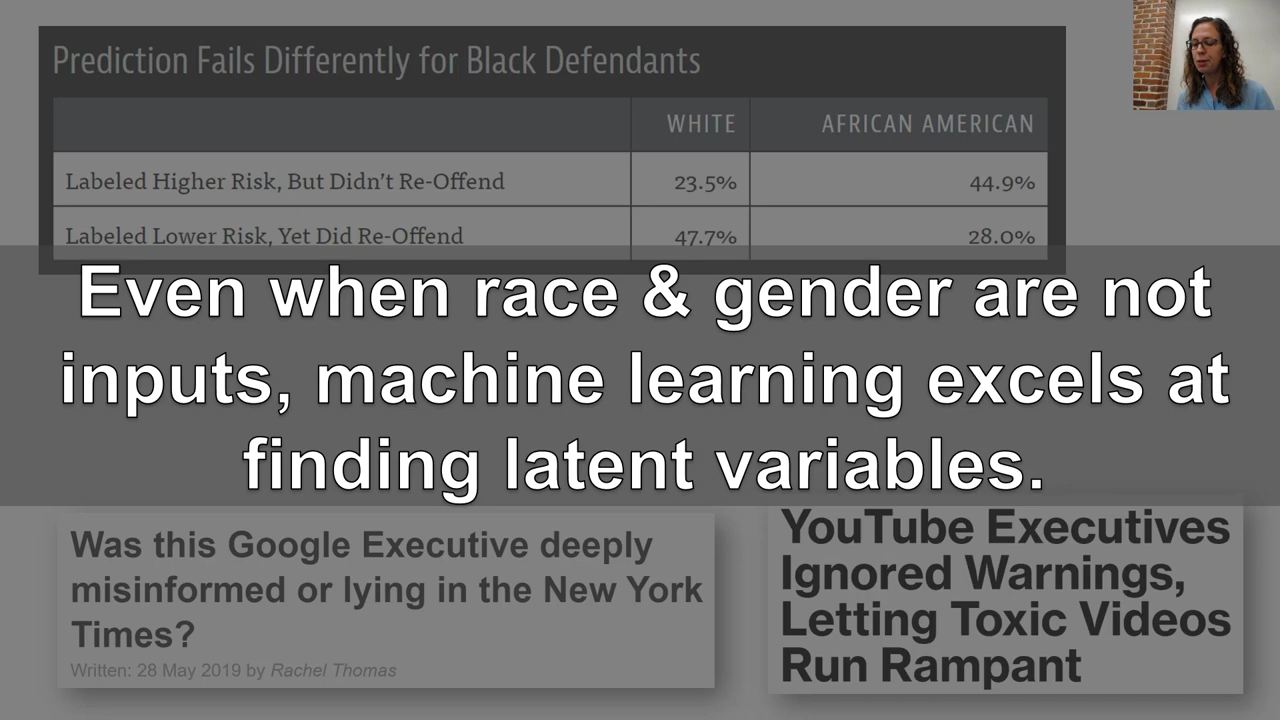 Prediction Fails Differently for Black Defendants
WHITE AFRICAN AMERICAN
Labeled Higher Risk, But Didn't Re-Offend 23.5% 44.9%
Labeled Lower Risk, Yet Did Re-Offend 47.7% 28.0%
Even when race & gender are not
inputs, machine learning excels at
finding latent variables.
Was this Google Executive deeply
misinformed or lying in the New York
Times?
Written: 28 May 2019 by Rachel Thomas
YouTube Executives
Ignored Warnings,
Letting Toxic Videos
Run Rampant